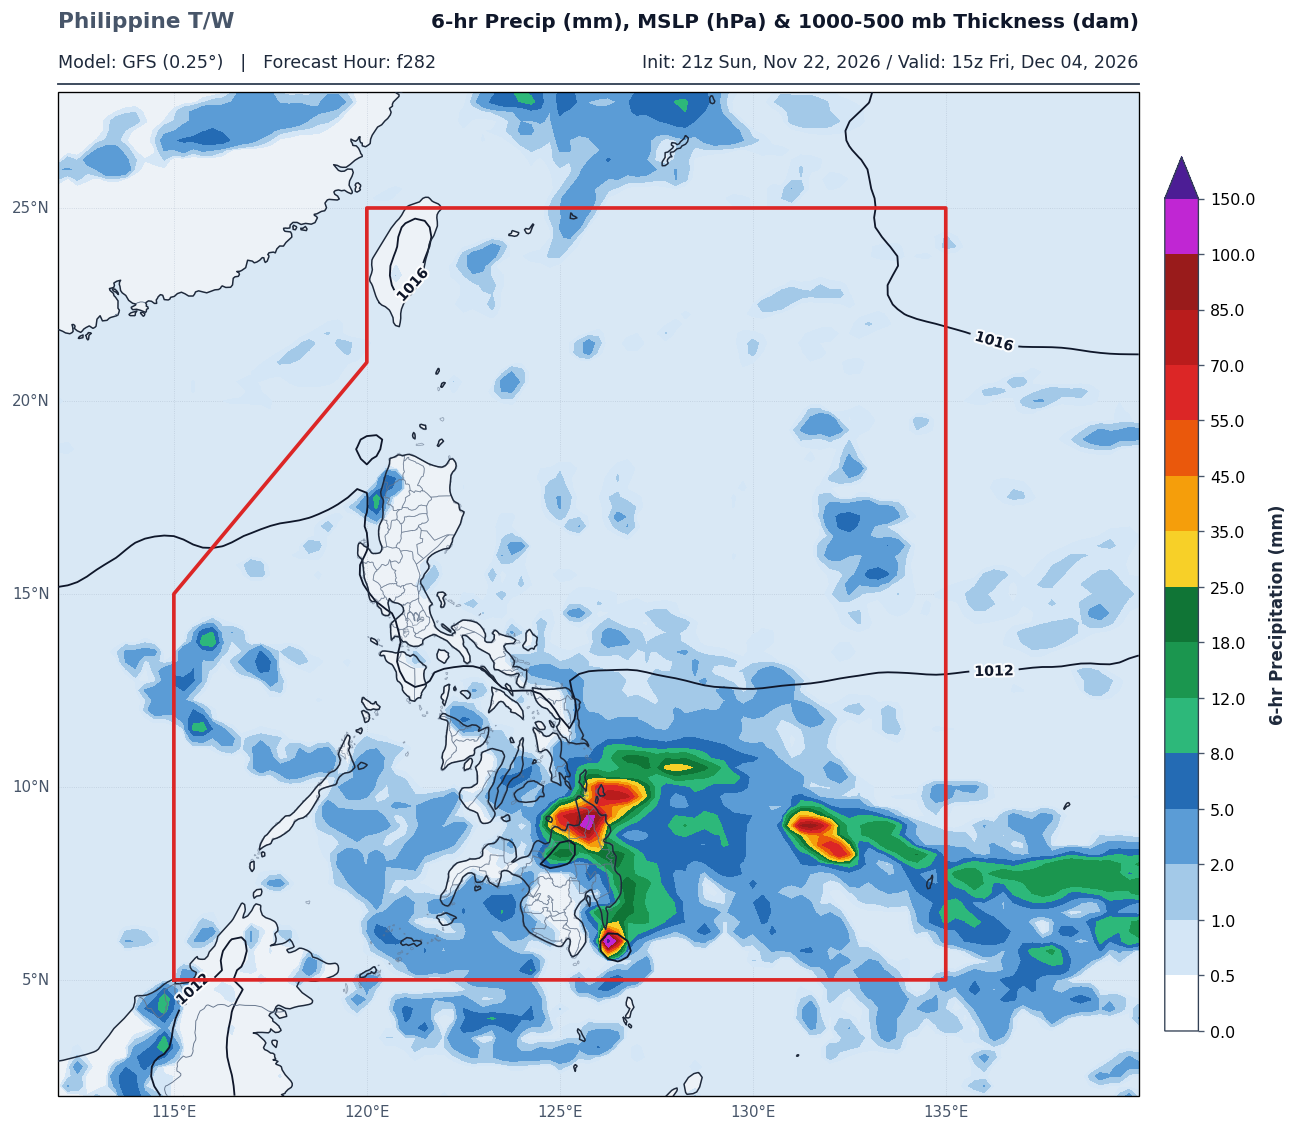 Philippine T/W
6-hr Precip (mm), MSLP (hPa) & 1000-500 mb Thickness (dam)
Model: GFS (0.25°) | Forecast Hour: f282
Init: 21z Sun, Nov 22, 2026 / Valid: 15z Fri, Dec 04, 2026
25°N
20°N
15°N
10°N
5°N
115°E
120°E
125°E
130°E
135°E
1016
1016
1012
1012
150.0
100.0
85.0
70.0
55.0
45.0
35.0
25.0
18.0
12.0
8.0
5.0
2.0
1.0
0.5
0.0
6-hr Precipitation (mm)